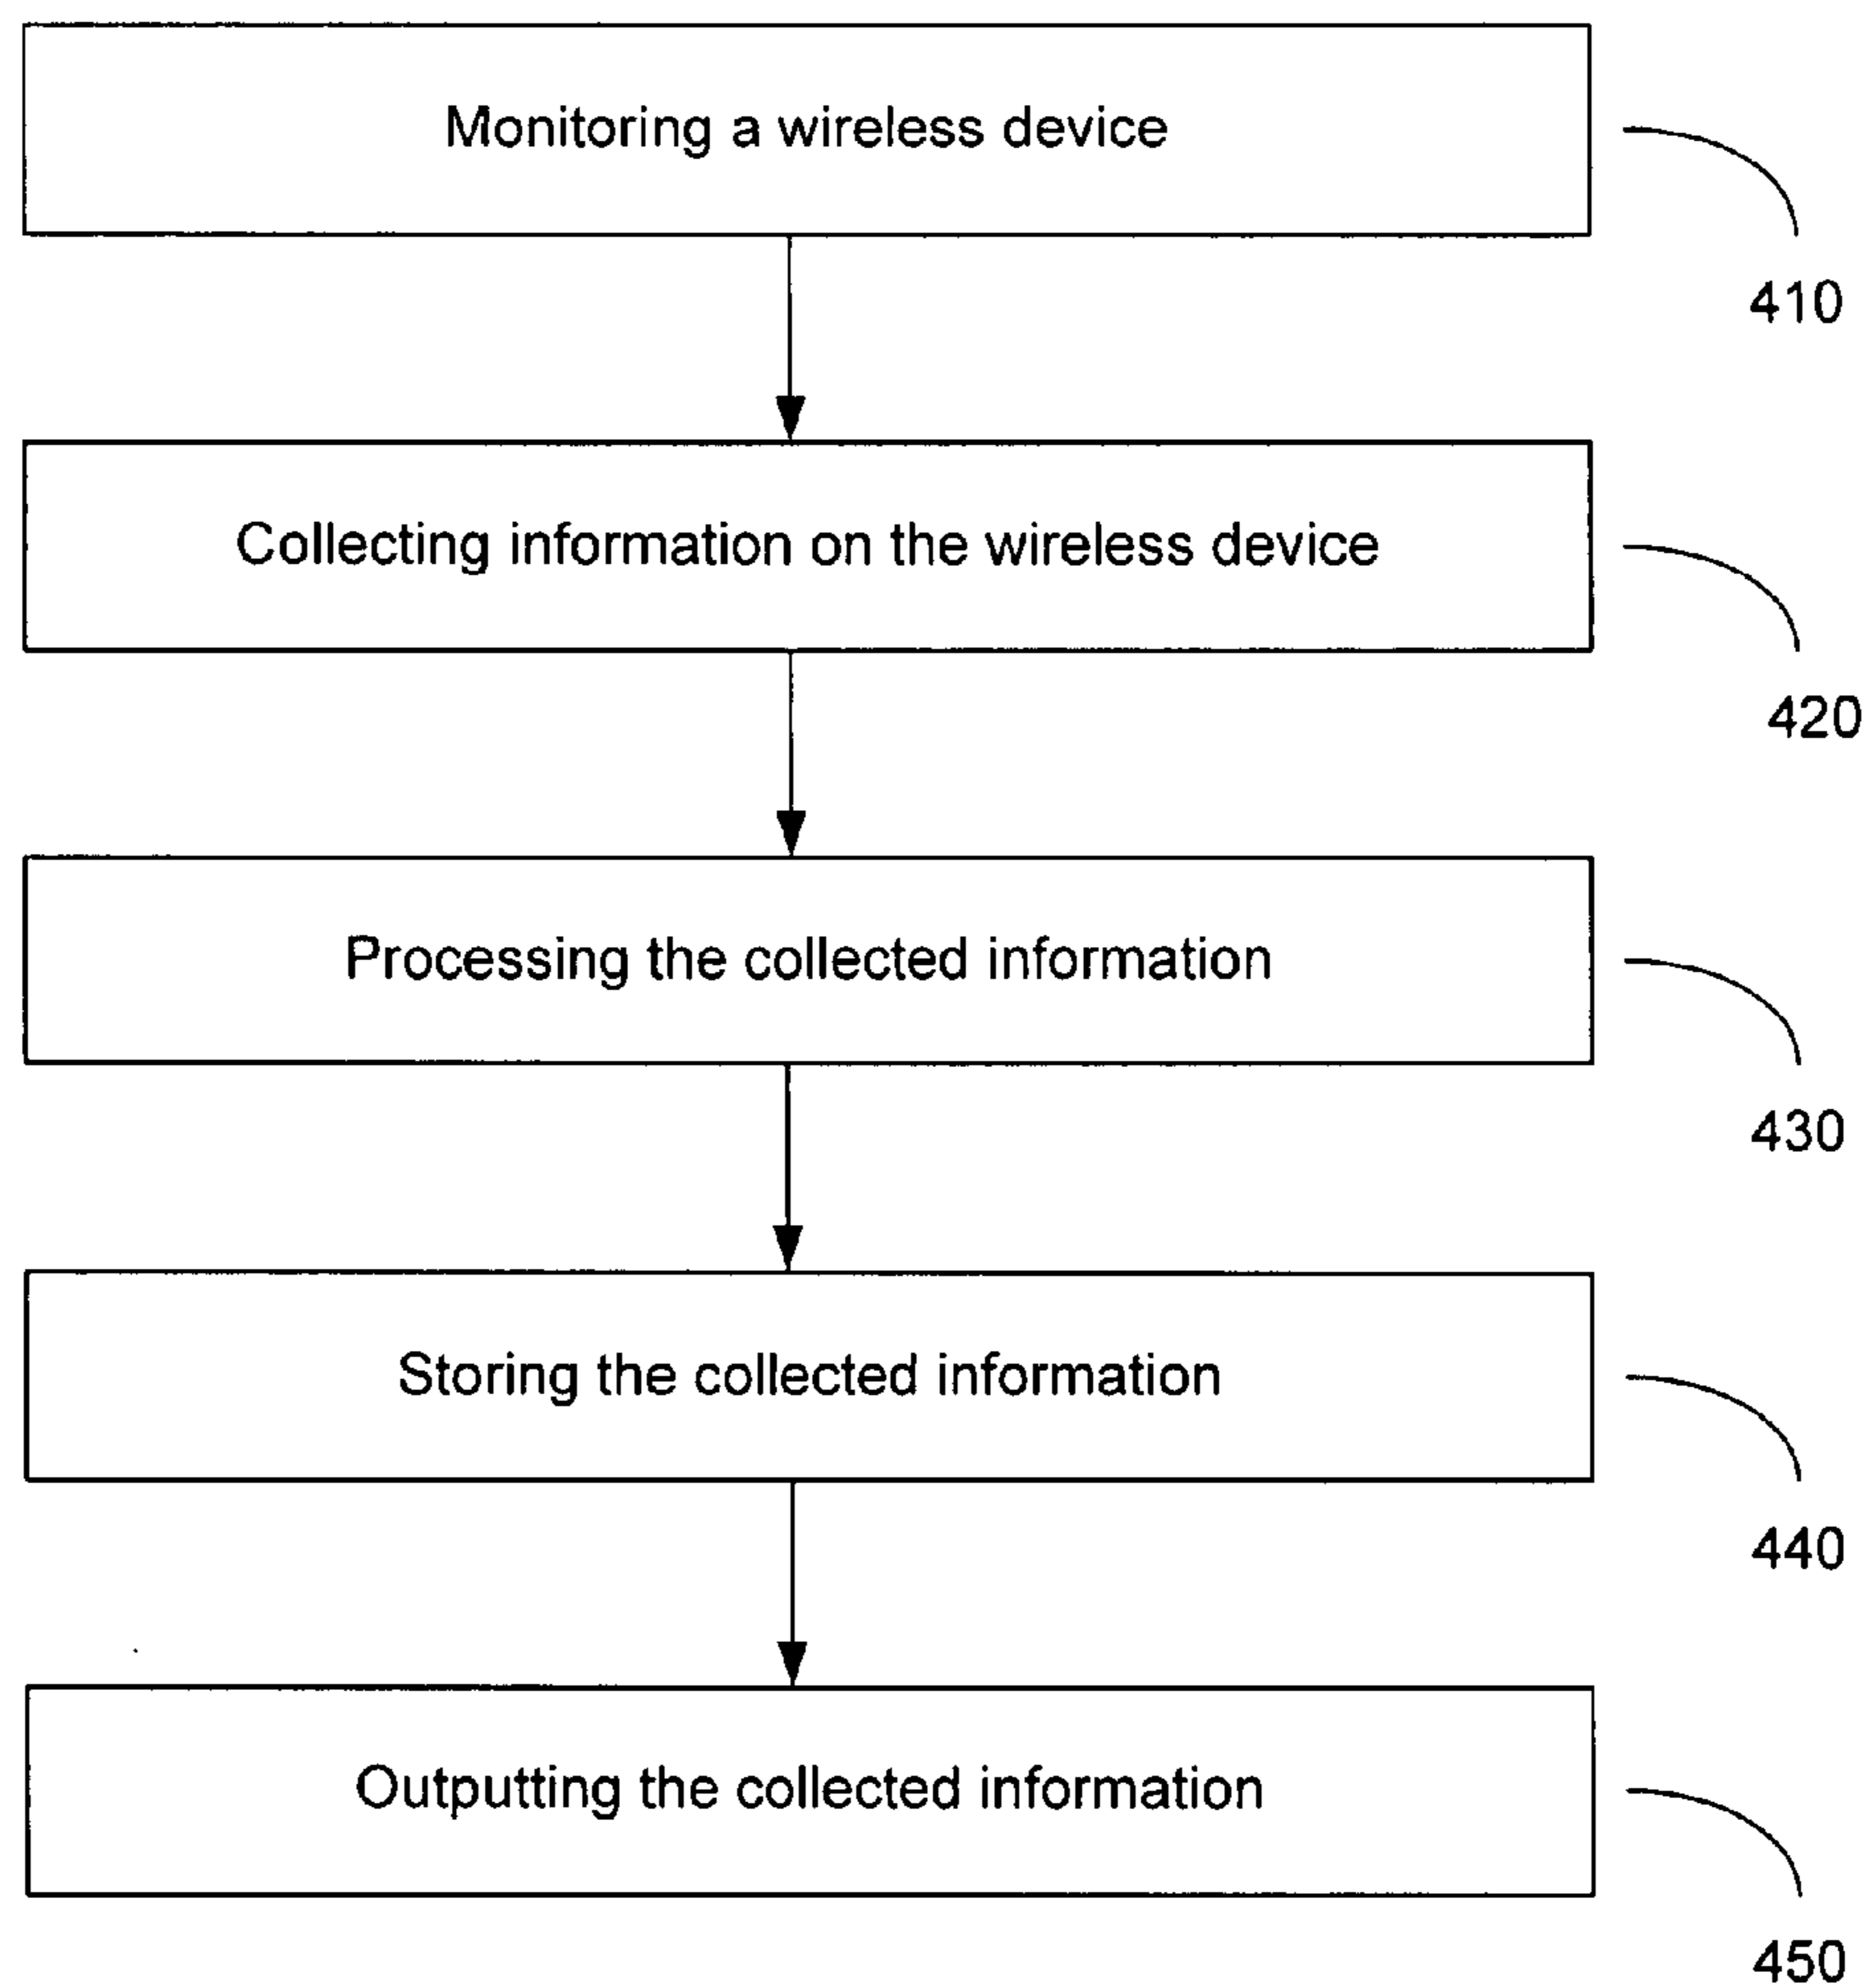 Monitoring a wireless device
410
Collecting information on the wireless device
420
Processing the collected information
430
Storing the collected information
440
Outputting the collected information
450